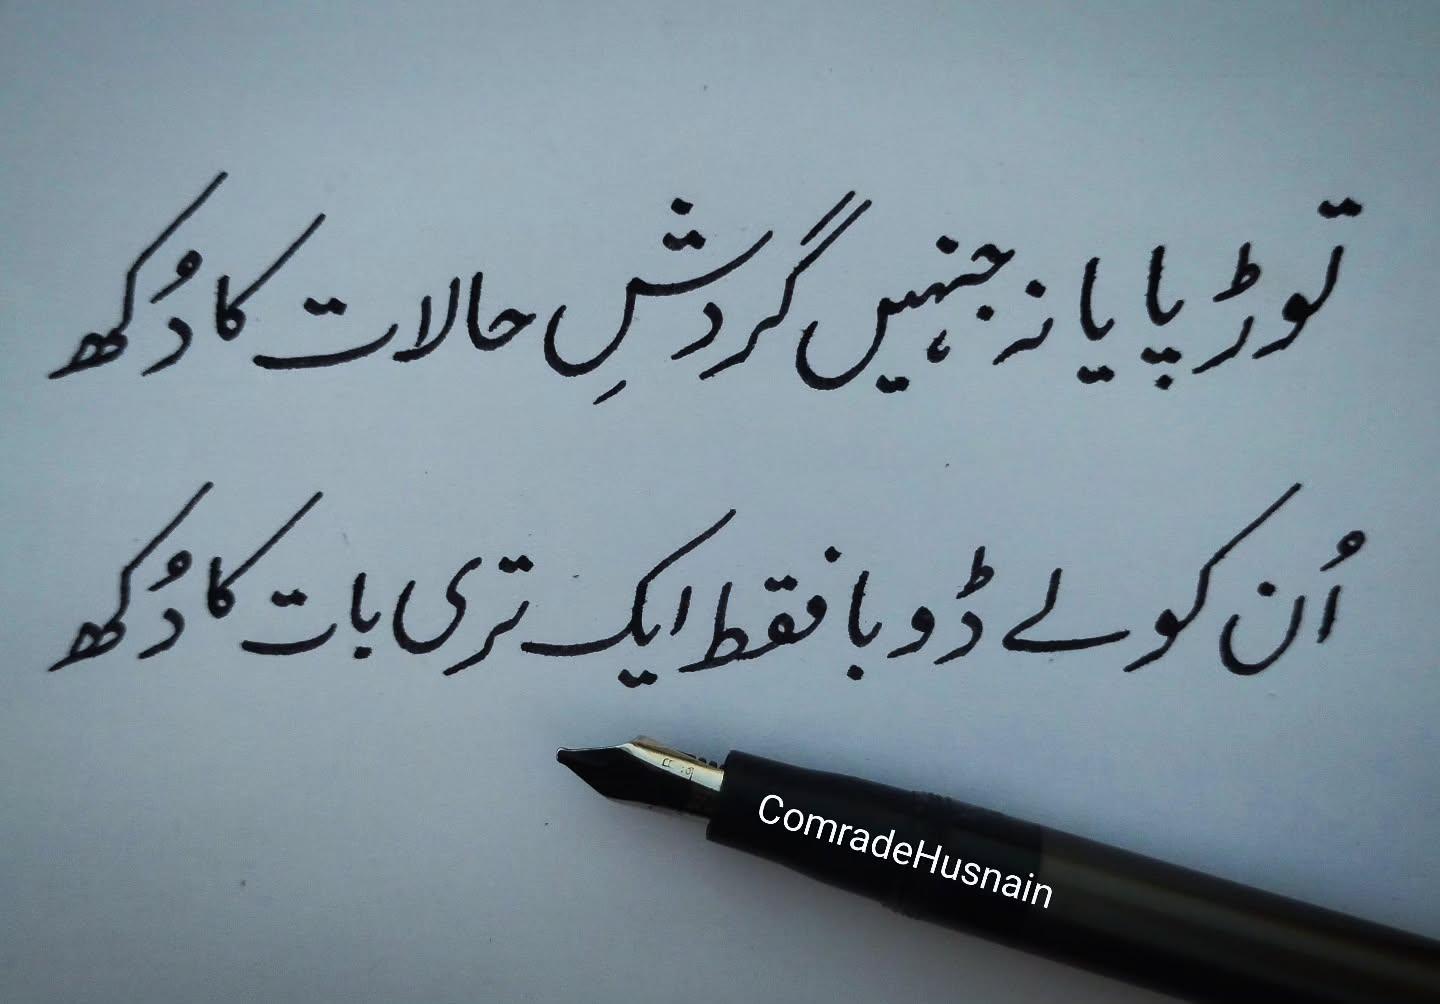 توڑ پایا نہ جنہیں گردشِ حالات کا دُکھ
اُن کو لے ڈوبا فقط ایک تری بات کا دُکھ
ComradeHusnain